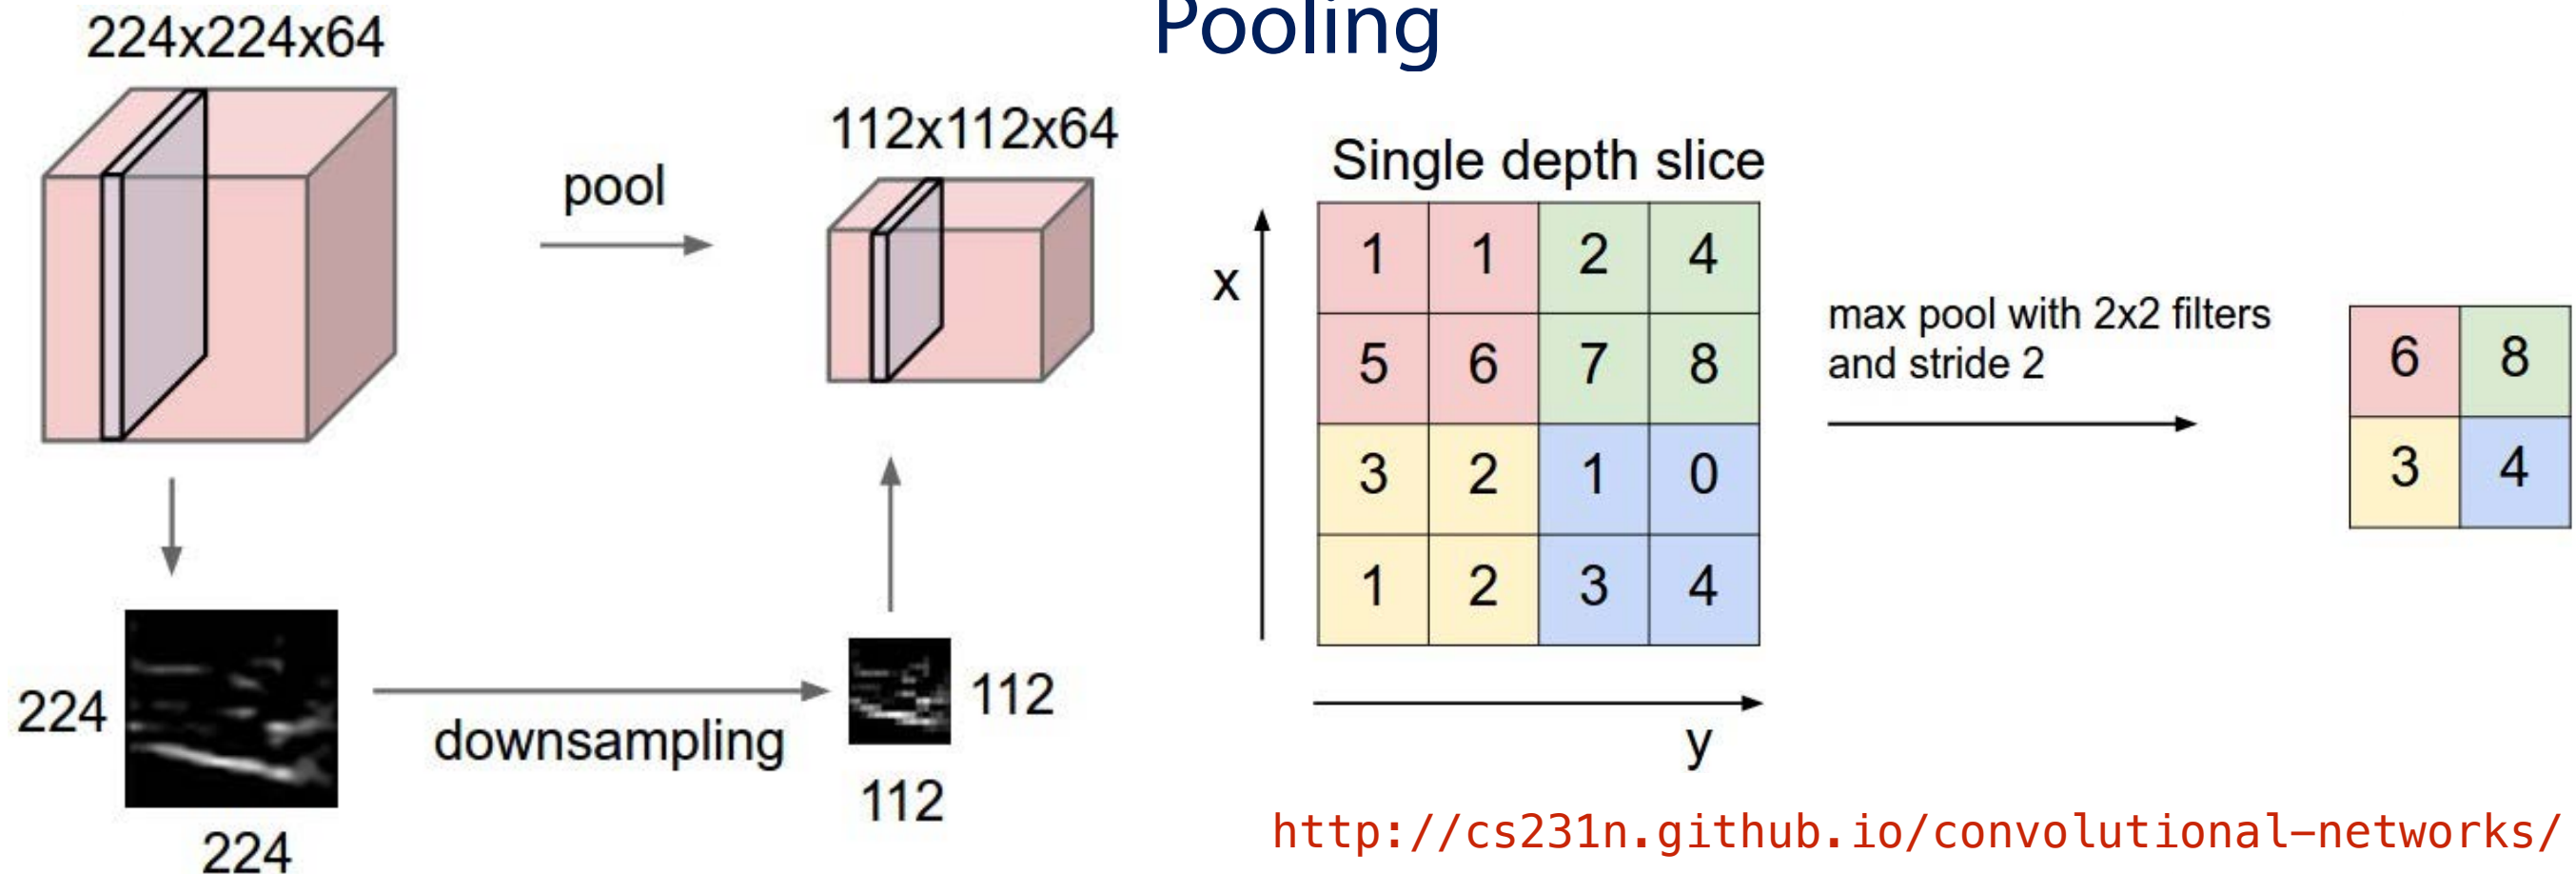 Pooling
224x224x64
pool
112x112x64
224
224
downsampling
112
112
Single depth slice
x
1 1 2 4
5 6 7 8
3 2 1 0
1 2 3 4
y
max pool with 2x2 filters
and stride 2
6 8
3 4
http://cs231n.github.io/convolutional-networks/